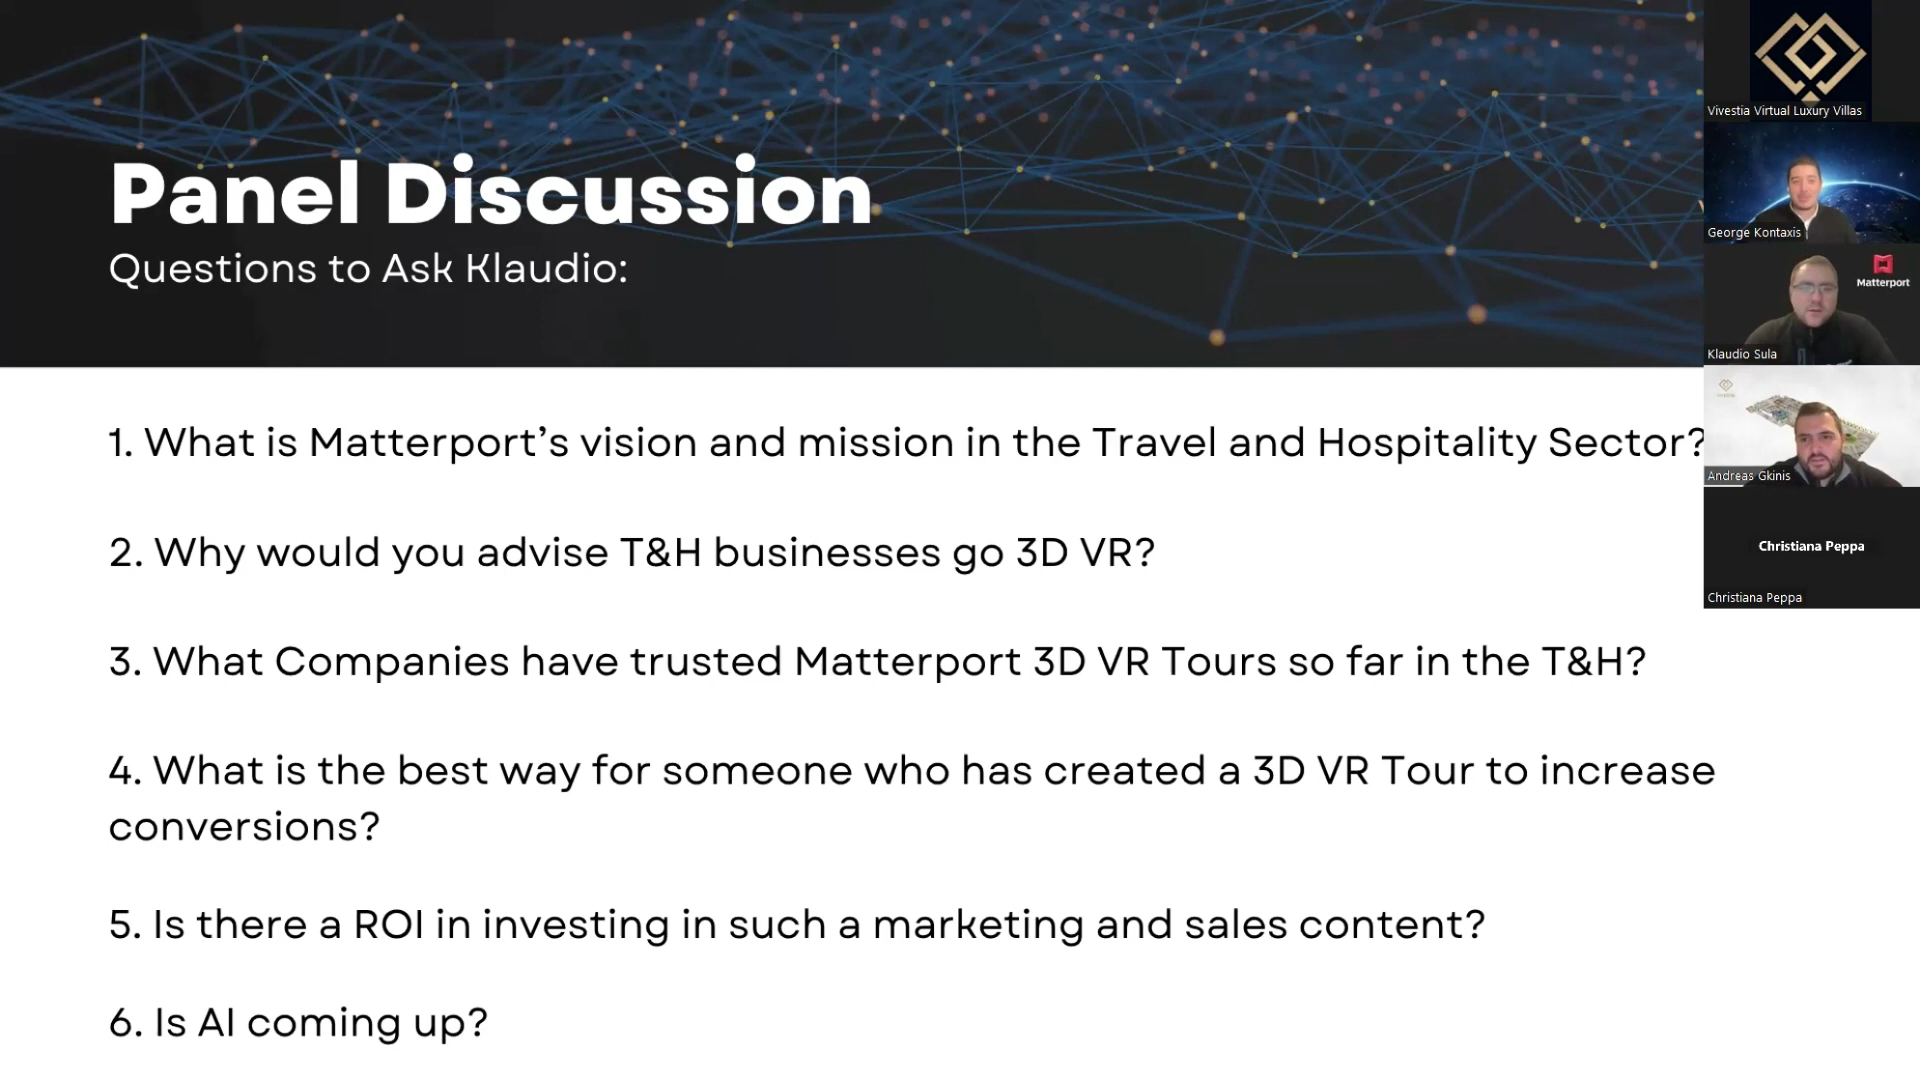 Panel Discussion
Questions to Ask Klaudio:
1. What is Matterport’s vision and mission in the Travel and Hospitality Sector?
2. Why would you advise T&H businesses go 3D VR?
3. What Companies have trusted Matterport 3D VR Tours so far in the T&H?
4. What is the best way for someone who has created a 3D VR Tour to increase
conversions?
5. Is there a ROI in investing in such a marketing and sales content?
6. Is AI coming up?
Vivestia Virtual Luxury Villas
George Kontaxis
Matterport
Klaudio Sula
Andreas Gkinis
Christiana Peppa
Christiana Peppa